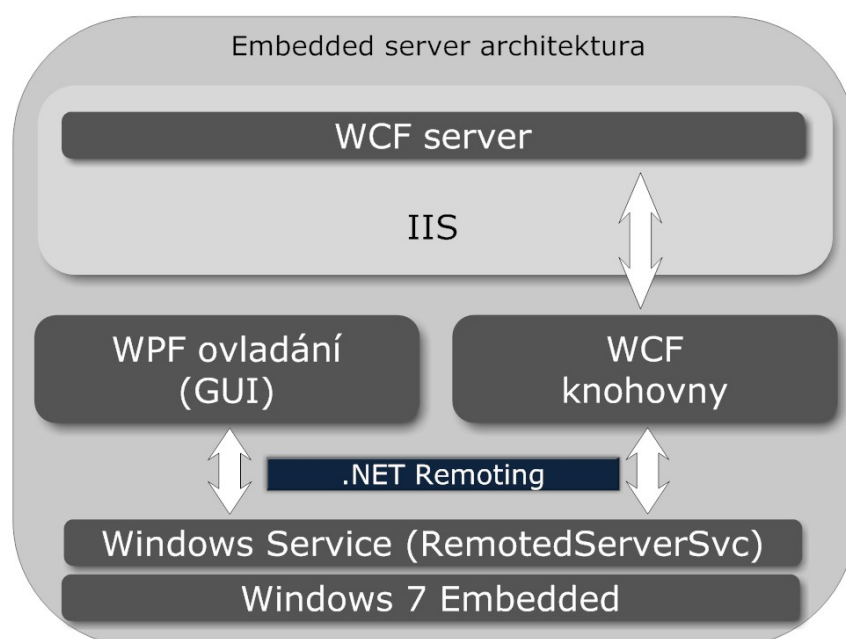 Embedded server architektura
WCF server
IIS
WPF ovladání
(GUI)
WCF
knohovny
.NET Remoting
Windows Service (RemotedServerSvc)
Windows 7 Embedded